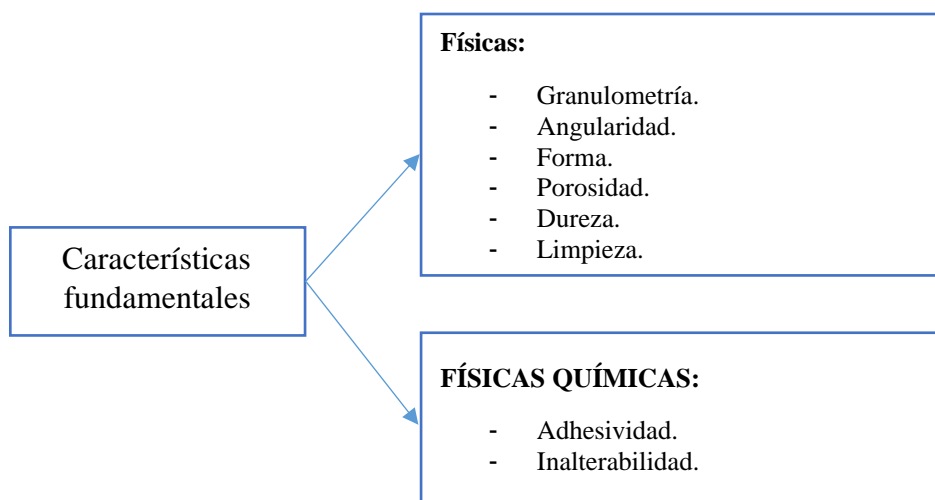 Características
fundamentales
Físicas:
- Granulometría.
- Angularidad.
- Forma.
- Porosidad.
- Dureza.
- Limpieza.
FÍSICAS QUÍMICAS:
- Adhesividad.
- Inalterabilidad.